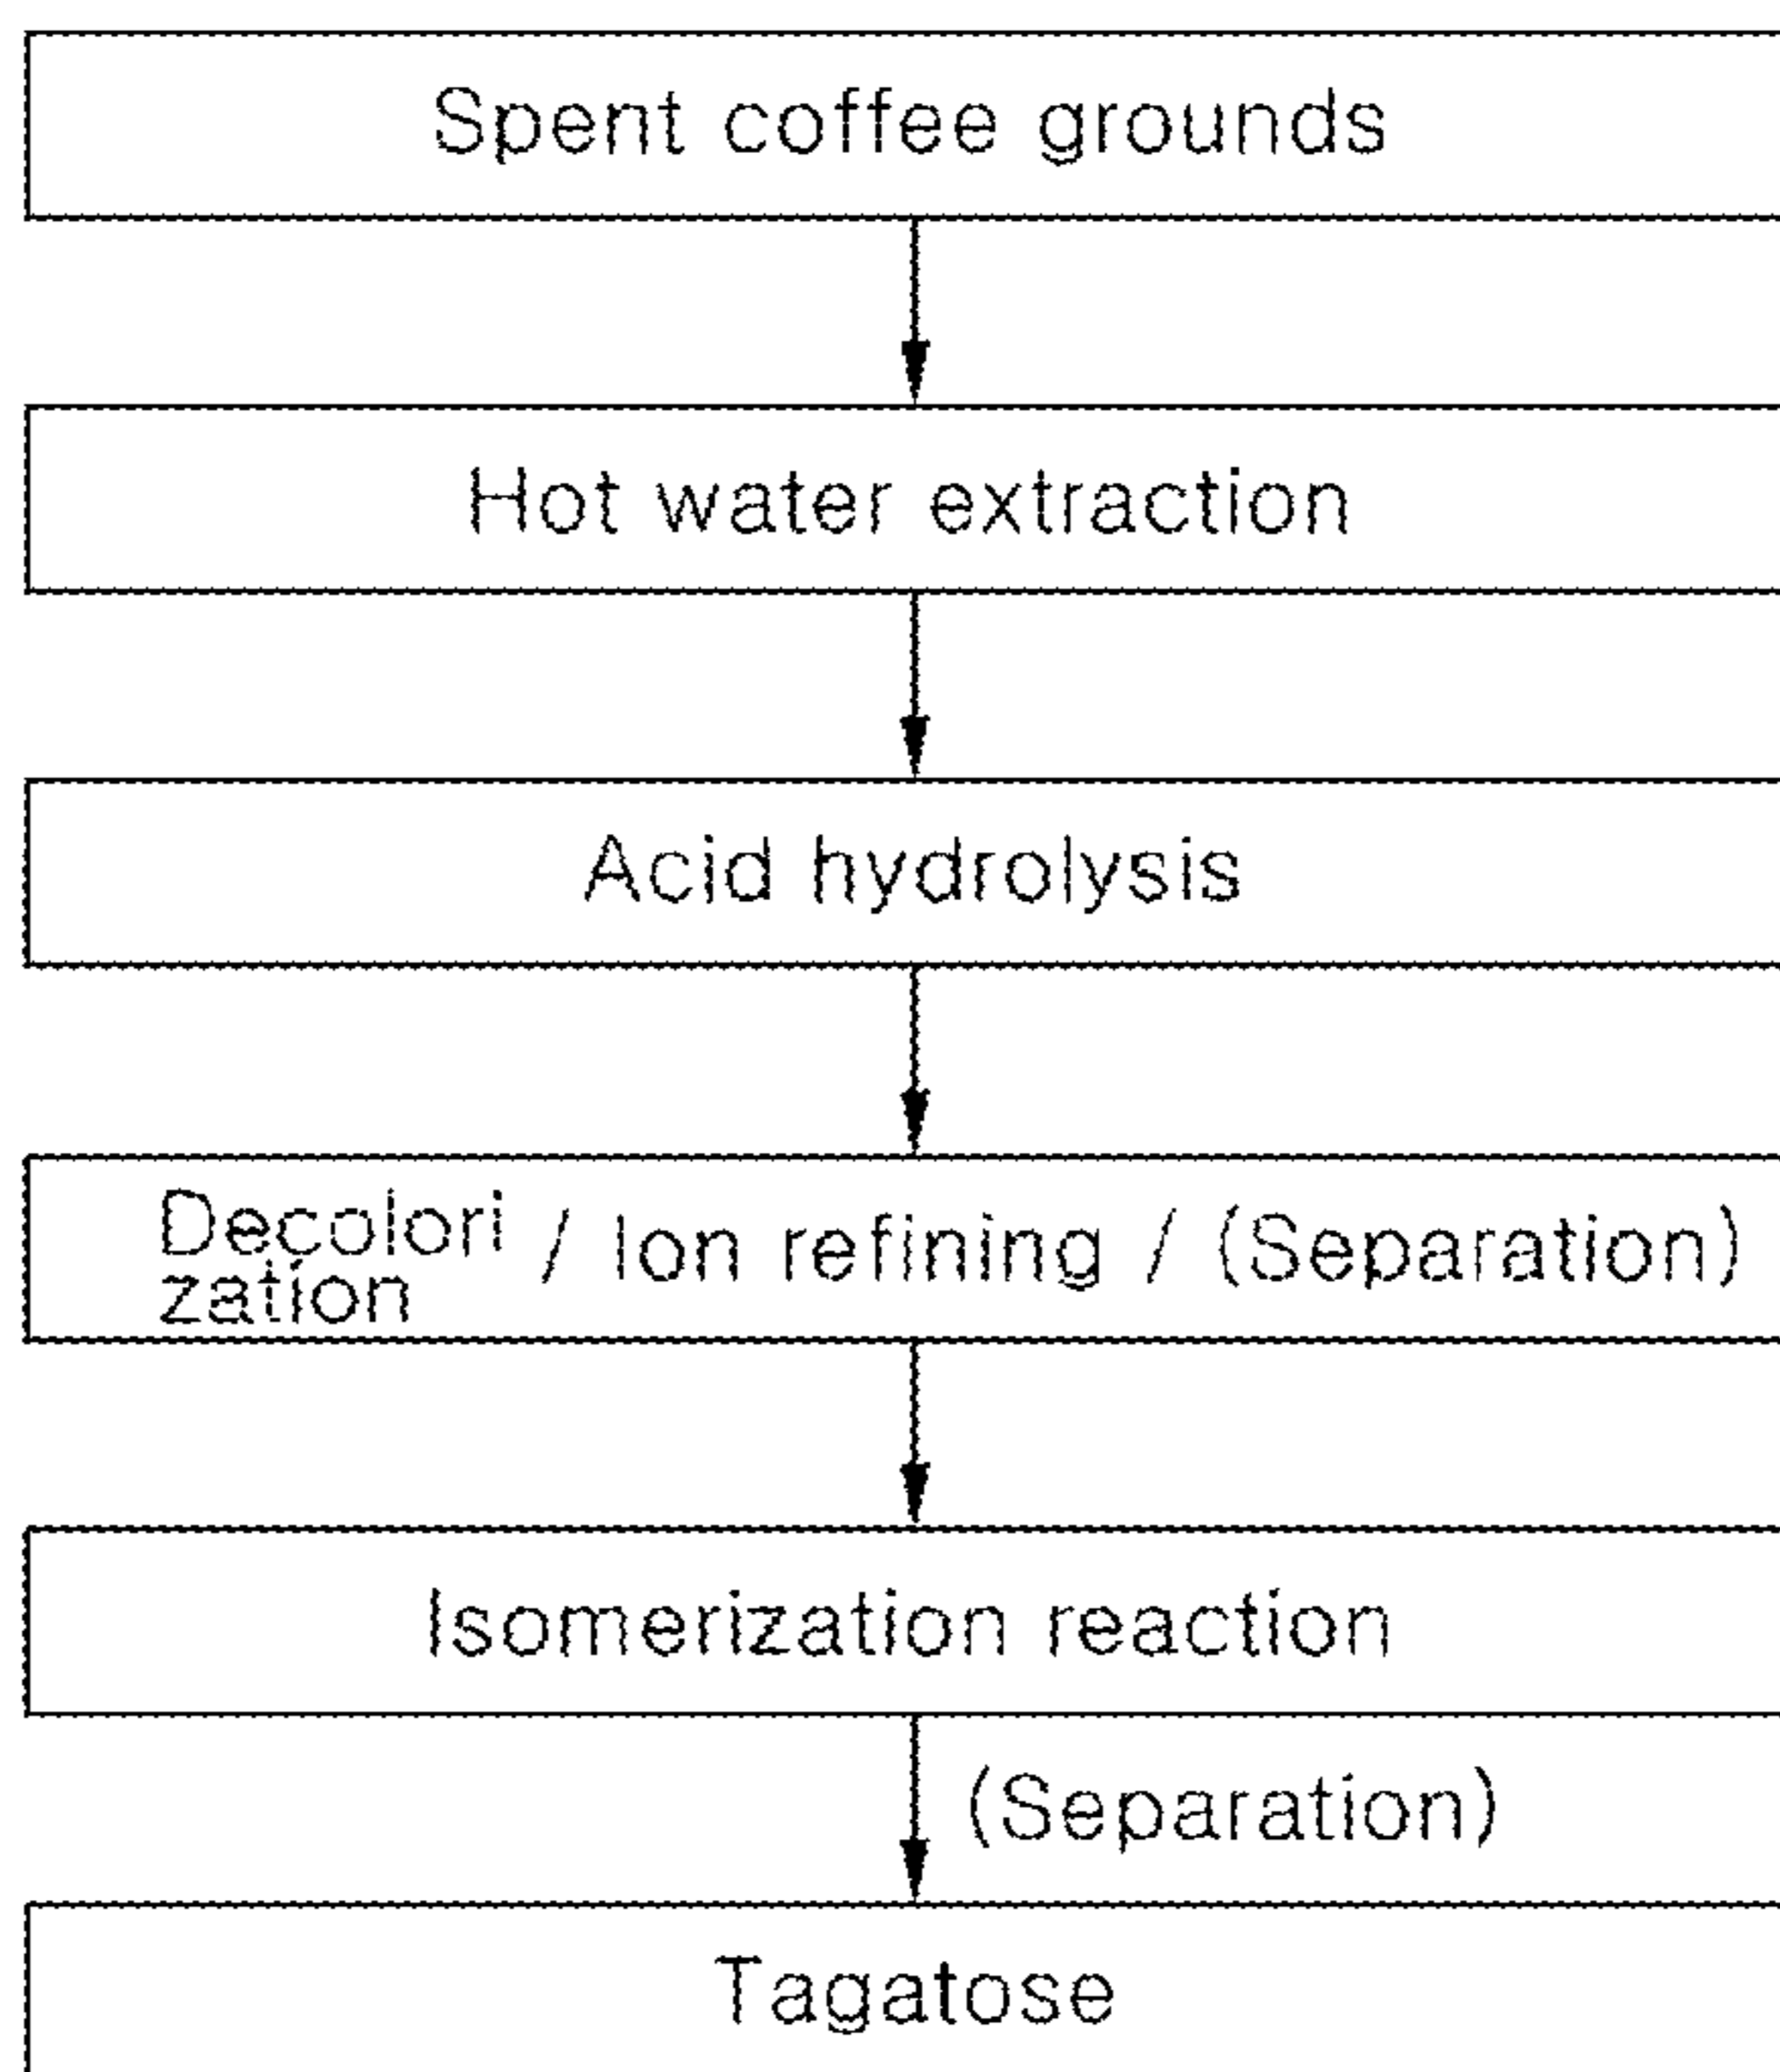 Spent coffee grounds
Hot water extraction
Acid hydrolysis
Decolori
zation / Ion refining / (Separation)
Isomerization reaction
(Separation)
Tagatose